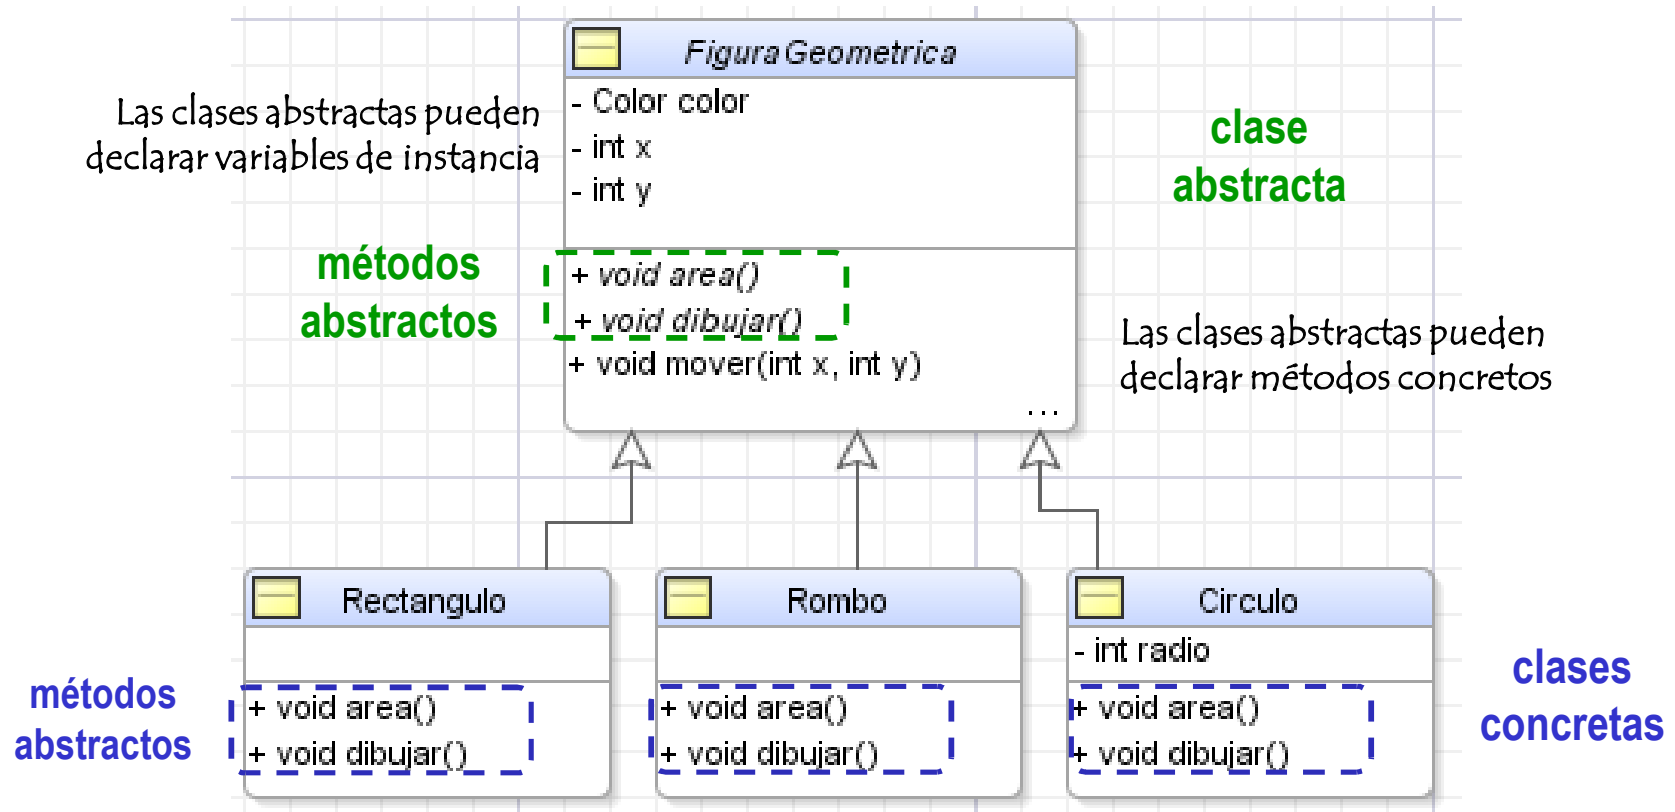 FiguraGeometrica
- Color color
- int x
- int y
+ void area()
+ void dibujar()
+ void mover(int x, int y)
...
Las clases abstractas pueden
declarar variables de instancia
clase
abstracta
métodos
abstractos
Las clases abstractas pueden
declarar métodos concretos
Rectangulo
+ void area()
+ void dibujar()
Rombo
+ void area()
+ void dibujar()
Circulo
- int radio
+ void area()
+ void dibujar()
métodos
abstractos
clases
concretas